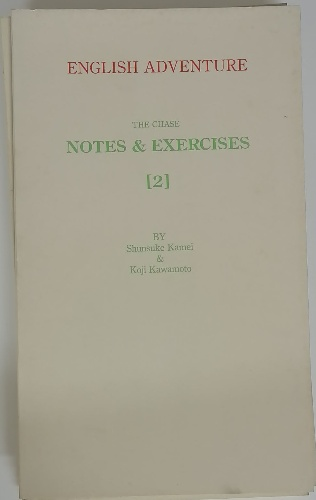 ENGLISH ADVENTURE
THE CHASE
NOTES & EXERCISES
[2]
BY
Shunsuke Kamei
&
Koji Kawamoto